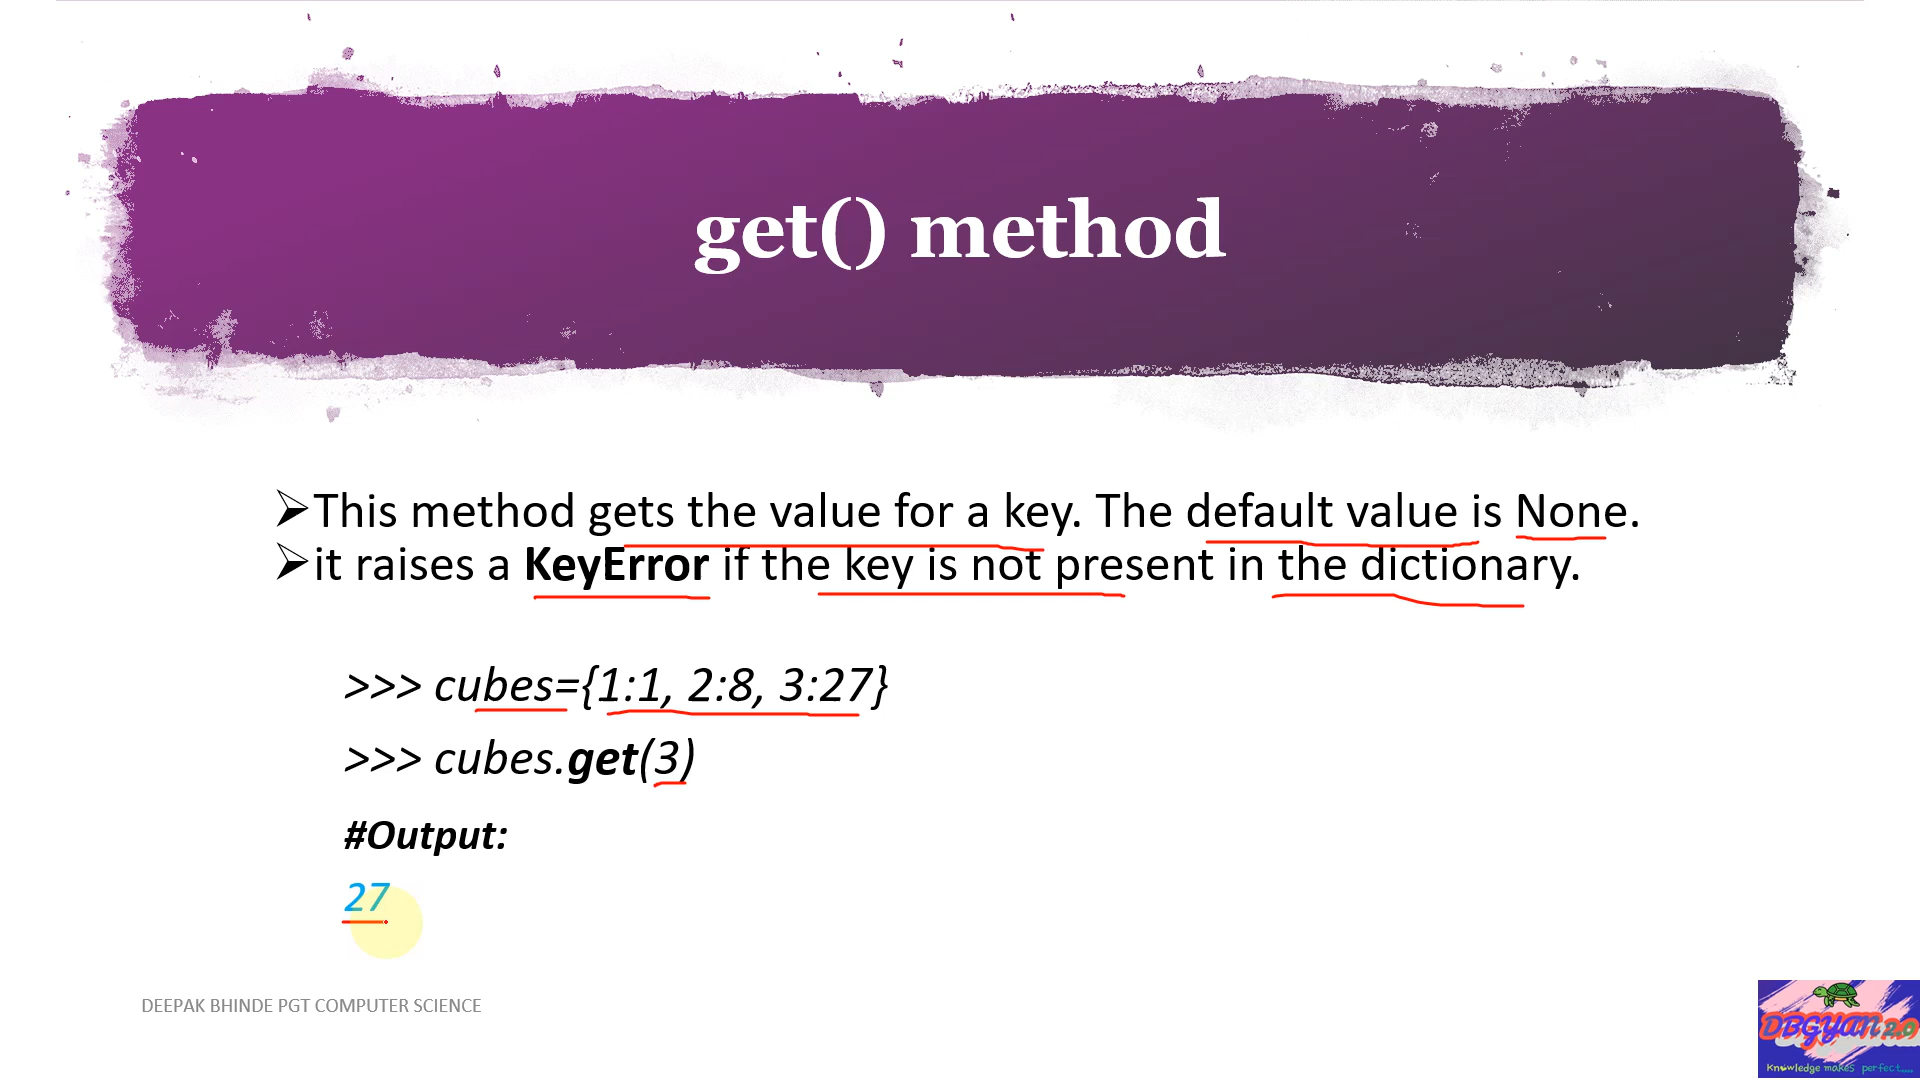 get() method
➢This method gets the value for a key. The default value is None.
➢it raises a KeyError if the key is not present in the dictionary.
>>> cubes={1:1, 2:8, 3:27}
>>> cubes.get(3)
#Output:
27
DEEPAK BHINDE PGT COMPUTER SCIENCE
DBGYAN 2.0
Knowledge makes perfect....